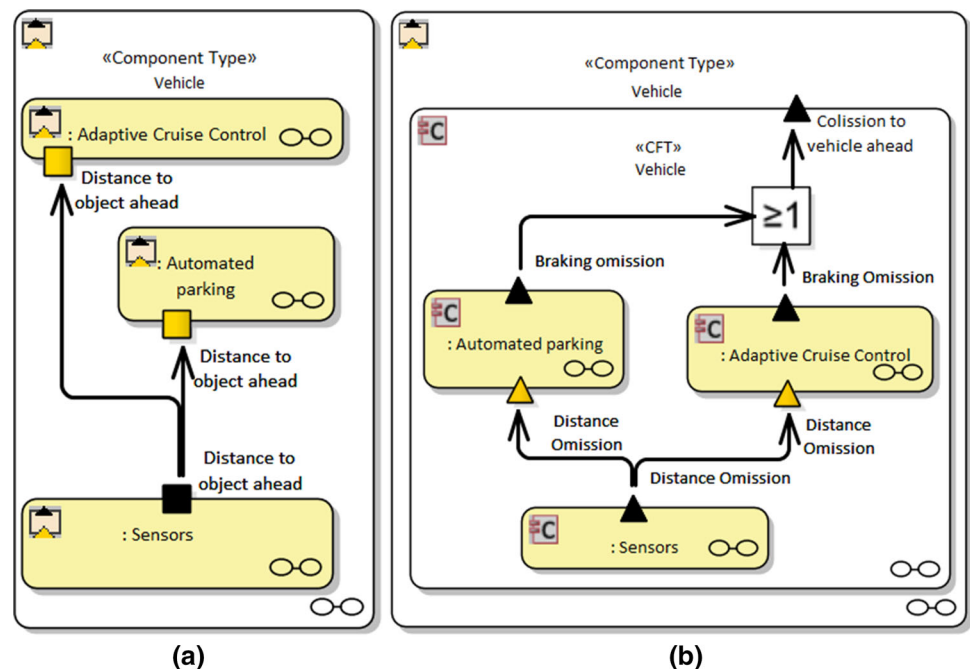 «Component Type»
Vehicle
: Adaptive Cruise Control
Distance to
object ahead
: Automated
parking
Distance to
object ahead
Distance to
object ahead
: Sensors
(a)
«Component Type»
Vehicle
C
«CFT»
Vehicle
Colission to
vehicle ahead
≥1
Braking omission
Braking Omission
C
: Automated parking
C
: Adaptive Cruise Control
Distance
Omission
Distance
Omission
Distance Omission
C
: Sensors
(b)